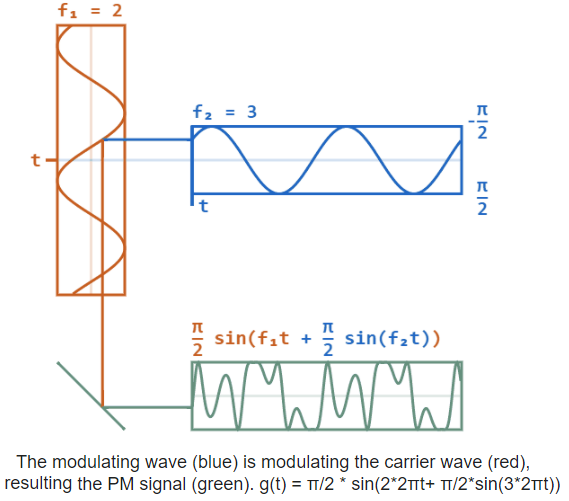 f₁ = 2
f₂ = 3
-π/2
t
t
π/2
π/2 sin(f₁t + π/2 sin(f₂t))
The modulating wave (blue) is modulating the carrier wave (red),
resulting the PM signal (green). g(t) = π/2 * sin(2*2πt+ π/2*sin(3*2πt))